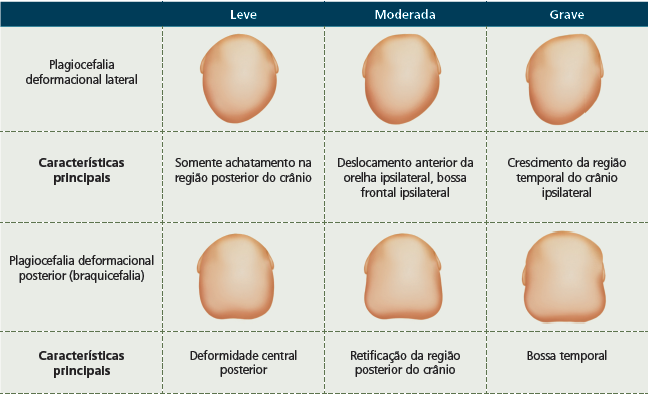 Leve Moderada Grave
Plagiocefalia
deformacional lateral
Características
principais
Somente achatamento na
região posterior do crânio
Deslocamento anterior da
orelha ipsilateral, bossa
frontal ipsilateral
Crescimento da região
temporal do crânio
ipsilateral
Plagiocefalia deformacional
posterior (braquicefalia)
Características
principais
Deformidade central
posterior
Retificação da região
posterior do crânio
Bossa temporal